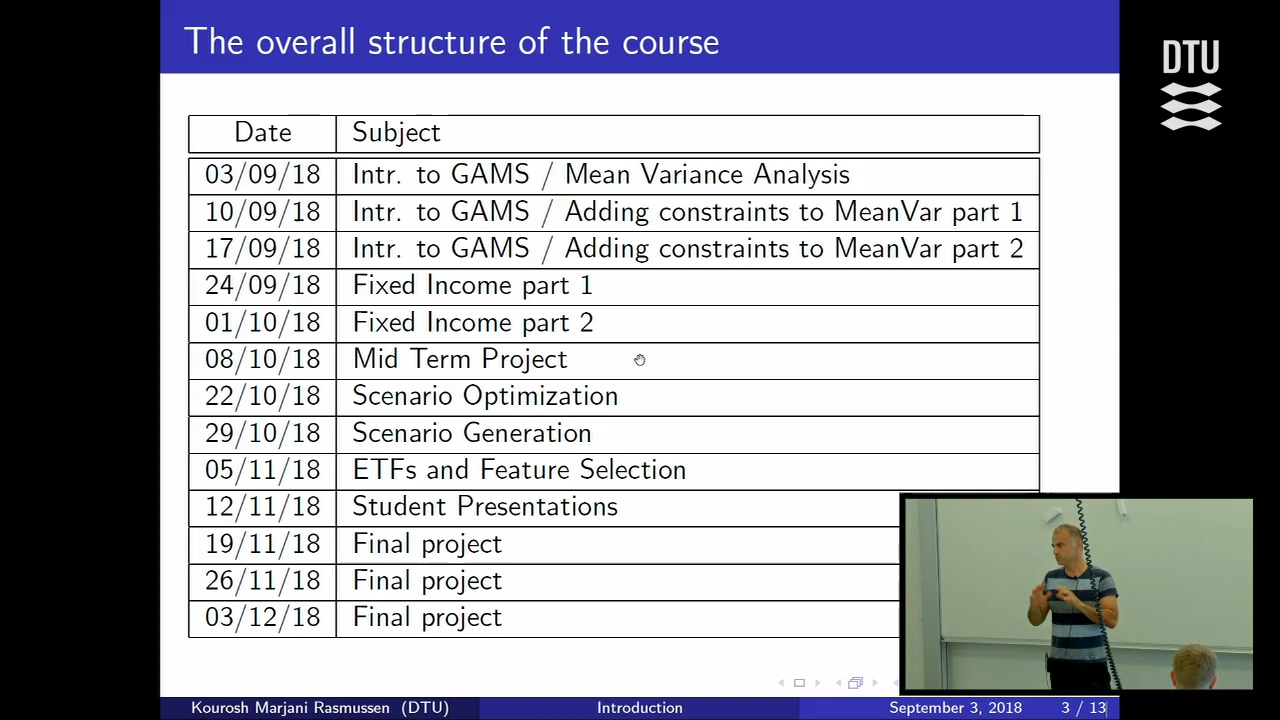 The overall structure of the course
DTU
Date Subject
03/09/18 Intr. to GAMS / Mean Variance Analysis
10/09/18 Intr. to GAMS / Adding constraints to MeanVar part 1
17/09/18 Intr. to GAMS / Adding constraints to MeanVar part 2
24/09/18 Fixed Income part 1
01/10/18 Fixed Income part 2
08/10/18 Mid Term Project
22/10/18 Scenario Optimization
29/10/18 Scenario Generation
05/11/18 ETFs and Feature Selection
12/11/18 Student Presentations
19/11/18 Final project
26/11/18 Final project
03/12/18 Final project
Kourosh Marjani Rasmussen (DTU) Introduction September 3, 2018 3 / 13